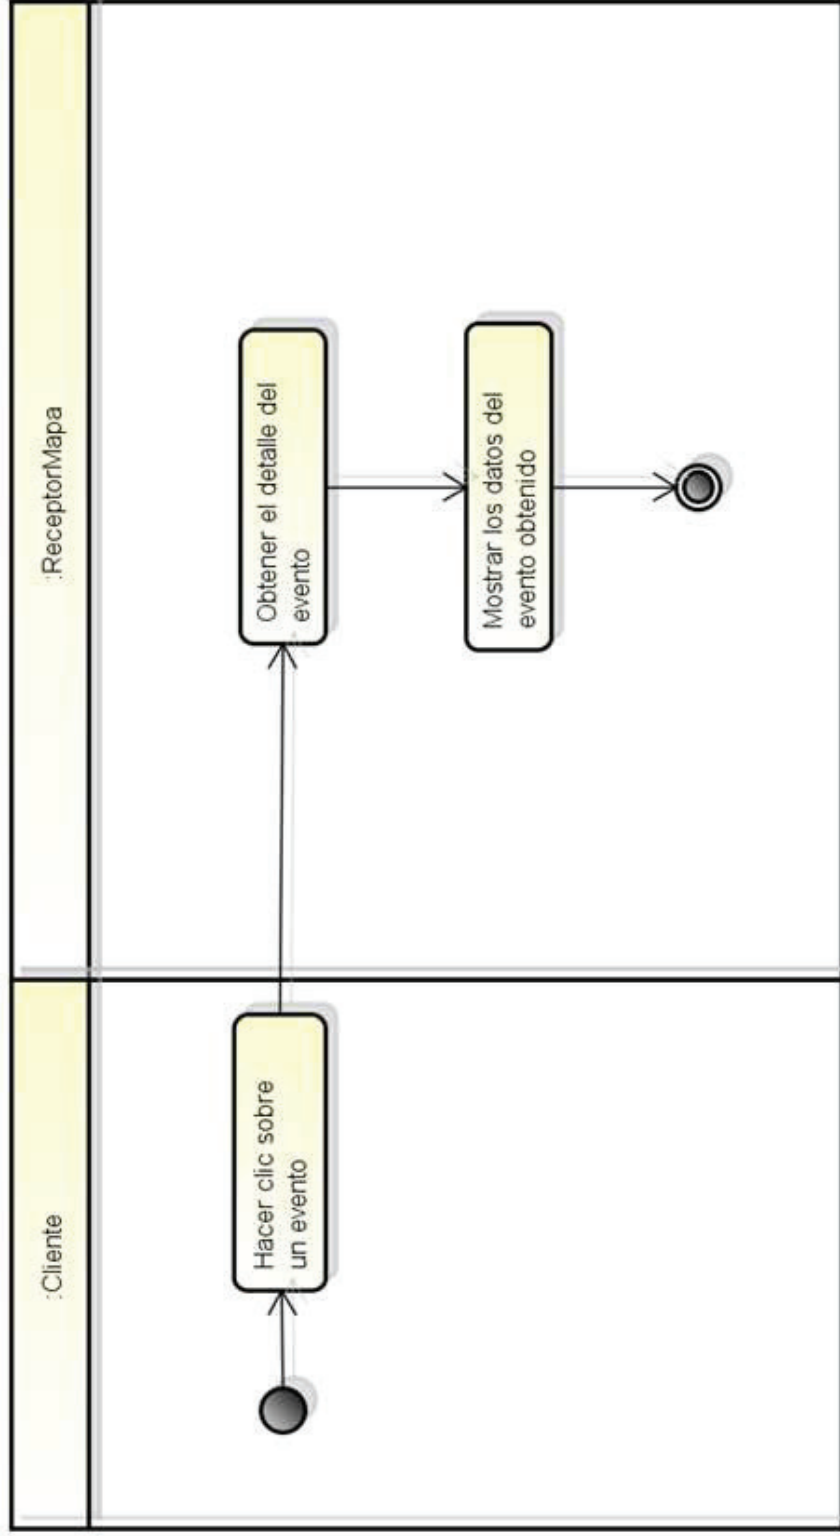 :Cliente
:ReceptorMapa
Hacer clic sobre
un evento
Obtener el detalle del
evento
Mostrar los datos del
evento obtenido